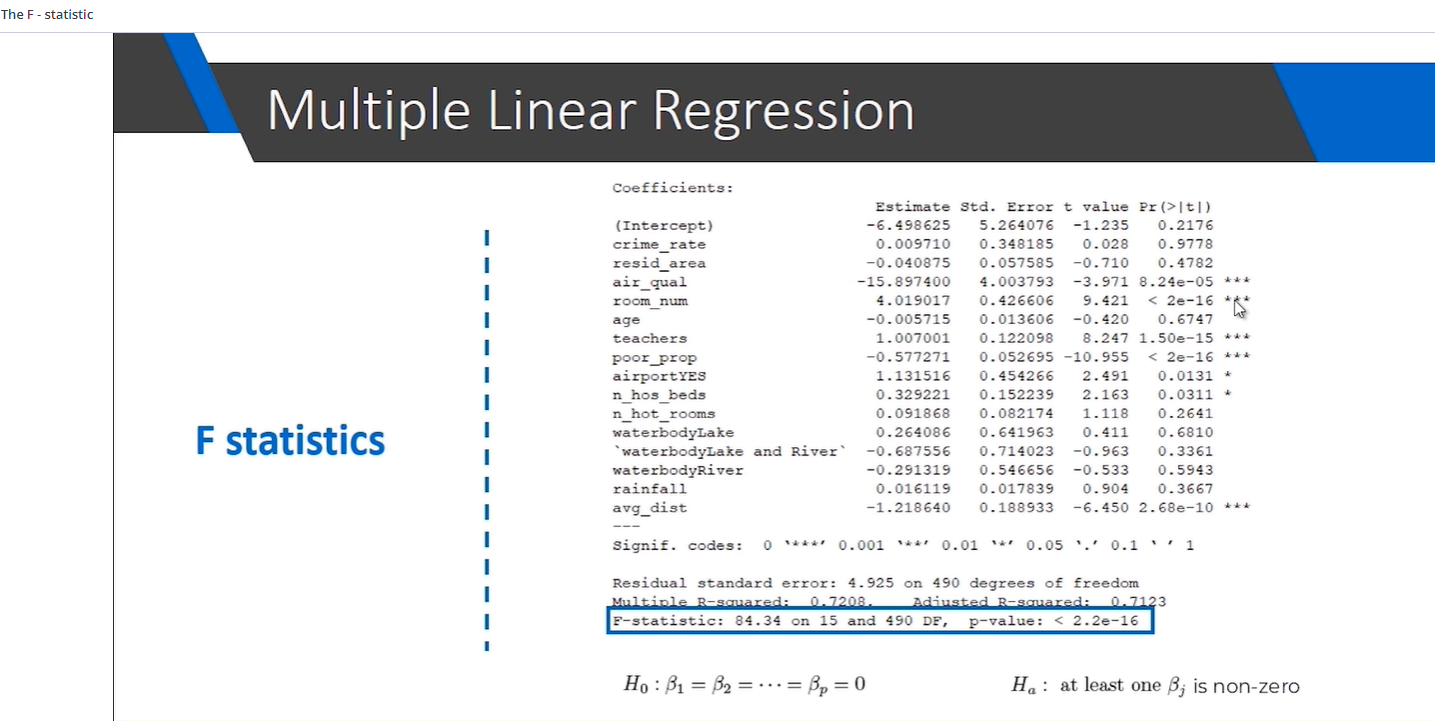 The F - statistic
Multiple Linear Regression
F statistics
Coefficients:
Estimate Std. Error t value Pr(>|t|)
(Intercept) -6.498625 5.264076 -1.235 0.2176
crime_rate 0.009710 0.348185 0.028 0.9778
resid_area -0.040875 0.057585 -0.710 0.4782
air_qual -15.897400 4.003793 -3.971 8.24e-05 ***
room_num 4.019017 0.426606 9.421 < 2e-16 ***
age -0.005715 0.013606 -0.420 0.6747
teachers 1.007001 0.122098 8.247 1.50e-15 ***
poor_prop -0.577271 0.052695 -10.955 < 2e-16 ***
airportYES 1.131516 0.454266 2.491 0.0131 *
n_hos_beds 0.329221 0.152239 2.163 0.0311 *
n_hot_rooms 0.091868 0.082174 1.118 0.2641
waterbodyLake 0.264086 0.641963 0.411 0.6810
`waterbodyLake and River` -0.687556 0.714023 -0.963 0.3361
waterbodyRiver -0.291319 0.546656 -0.533 0.5943
rainfall 0.016119 0.017839 0.904 0.3667
avg_dist -1.218640 0.188933 -6.450 2.68e-10 ***
---
Signif. codes: 0 ‘***’ 0.001 ‘**’ 0.01 ‘*’ 0.05 ‘.’ 0.1 ‘ ’ 1
Residual standard error: 4.925 on 490 degrees of freedom
Multiple R-squared: 0.7208, Adjusted R-squared: 0.7123
F-statistic: 84.34 on 15 and 490 DF, p-value: < 2.2e-16
H₀ : β₁ = β₂ = ⋯ = βₚ = 0
Hₐ : at least one βⱼ is non-zero